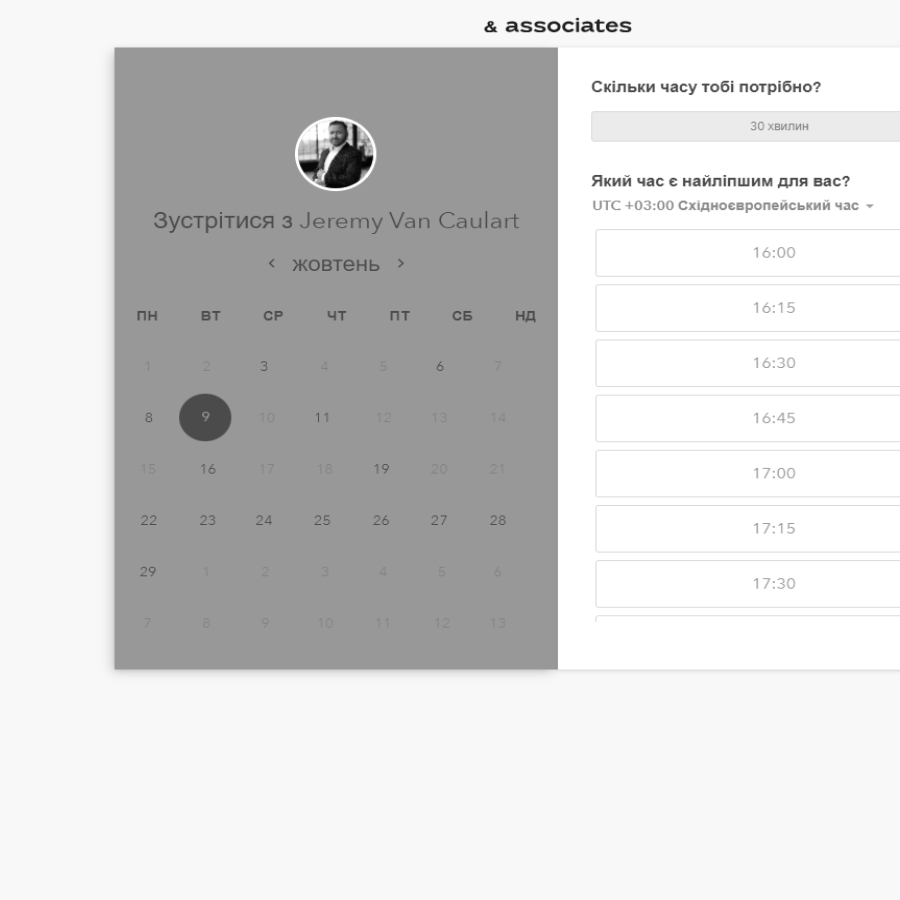 & associates
Зустрітися з Jeremy Van Caulart
жовтень
ПН ВТ СР ЧТ ПТ СБ НД
1 2 3 4 5 6 7
8 9 10 11 12 13 14
15 16 17 18 19 20 21
22 23 24 25 26 27 28
29 1 2 3 4 5 6
7 8 9 10 11 12 13
Скільки часу тобі потрібно?
30 хвилин
Який час є найліпшим для вас?
UTC +03:00 Східноєвропейський час
16:00
16:15
16:30
16:45
17:00
17:15
17:30